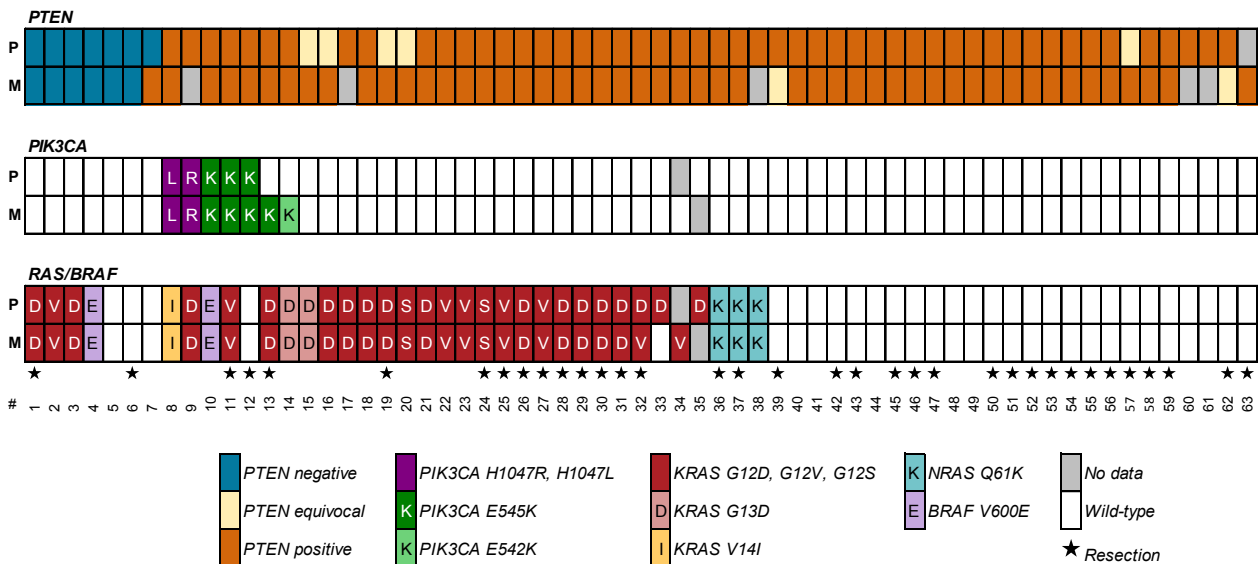 PTEN
P
M
PIK3CA
P L R K K K
M L R K K K K K
RAS/BRAF
P D V D E I D E V D D D D D D D S D V V S V D V D D D D D D D K K K
M D V D E I D E V D D D D D D D S D V V S V D V D D D D V V K K K
# 1 2 3 4 5 6 7 8 9 10 11 12 13 14 15 16 17 18 19 20 21 22 23 24 25 26 27 28 29 30 31 32 33 34 35 36 37 38 39 40 41 42 43 44 45 46 47 48 49 50 51 52 53 54 55 56 57 58 59 60 61 62 63
PTEN negative
PTEN equivocal
PTEN positive
PIK3CA H1047R, H1047L
K PIK3CA E545K
K PIK3CA E542K
KRAS G12D, G12V, G12S
D KRAS G13D
I KRAS V14I
K NRAS Q61K
E BRAF V600E
No data
Wild-type
★ Resection